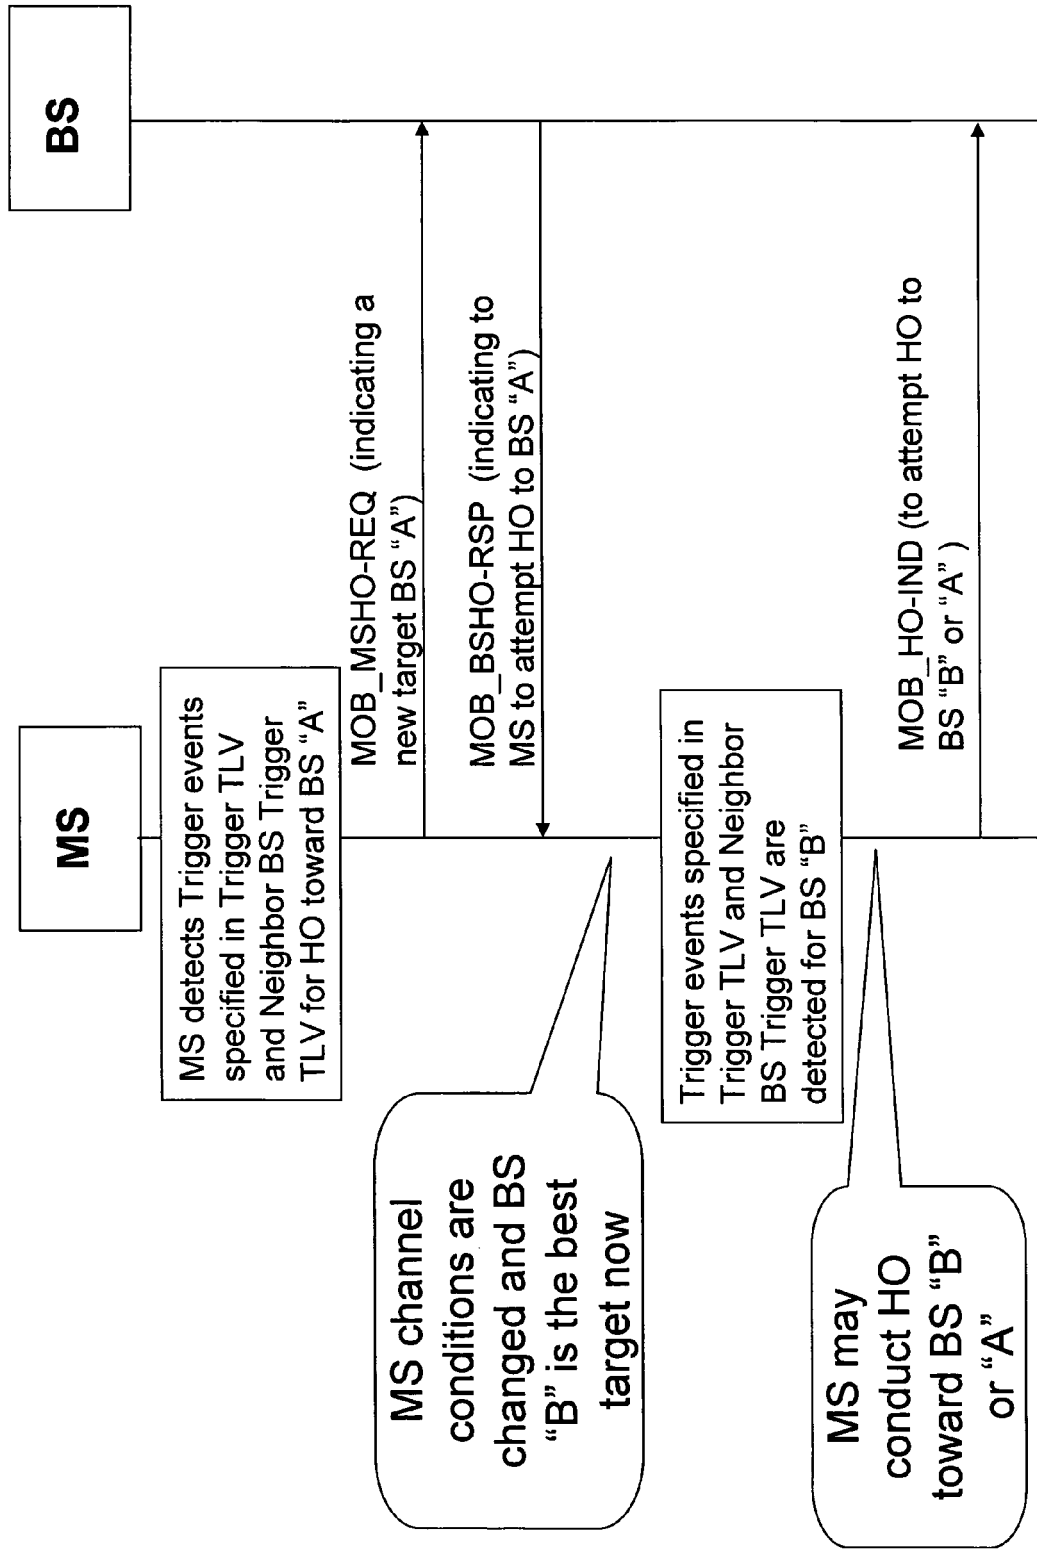 MS
BS
MS detects Trigger events
specified in Trigger TLV
and Neighbor BS Trigger
TLV for HO toward BS “A”
MOB_MSHO-REQ (indicating a
new target BS “A”)
MOB_BSHO-RSP (indicating to
MS to attempt HO to BS “A”)
MS channel
conditions are
changed and BS
“B” is the best
target now
Trigger events specified in
Trigger TLV and Neighbor
BS Trigger TLV are
detected for BS “B”
MS may
conduct HO
toward BS “B”
or “A”
MOB_HO-IND (to attempt HO to
BS “B” or “A” )